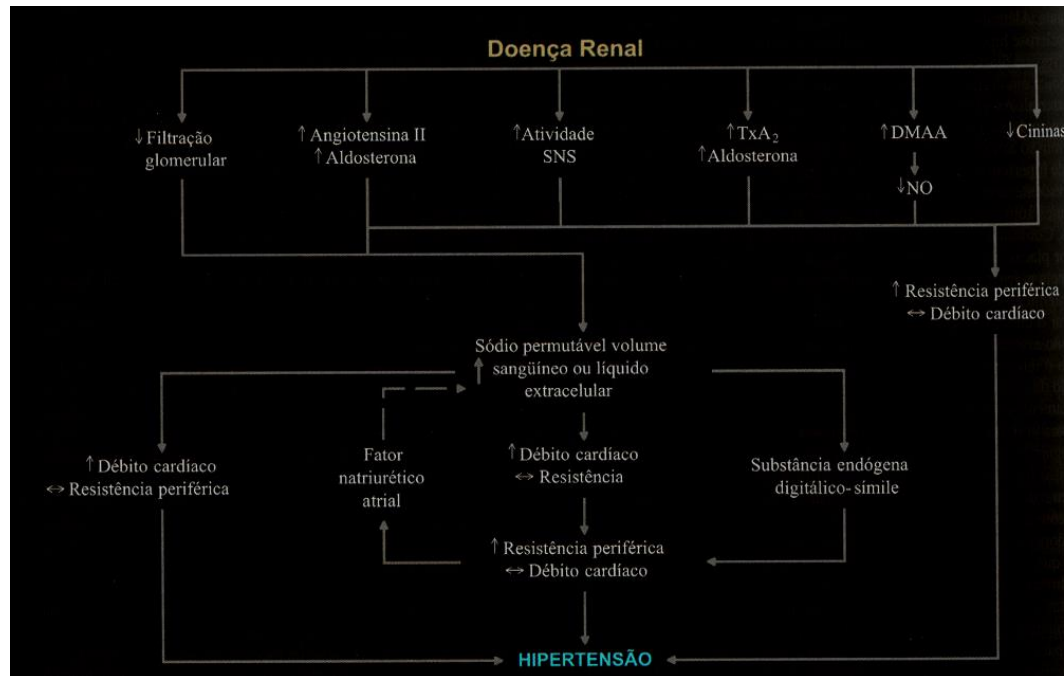 Doença Renal
↓Filtração
glomerular
↑Angiotensina II
↑Aldosterona
↑Atividade
SNS
↑TxA₂
↑Aldosterona
↑DMAA
↓NO
↓Cininas
↑Resistência periférica
↔ Débito cardíaco
Sódio permutável volume
↑ sangüíneo ou líquido
extracelular
↑Débito cardíaco
↔ Resistência periférica
Fator
natriurético
atrial
↑Débito cardíaco
↔ Resistência
Substância endógena
digitálico-símile
↑Resistência periférica
↔ Débito cardíaco
HIPERTENSÃO